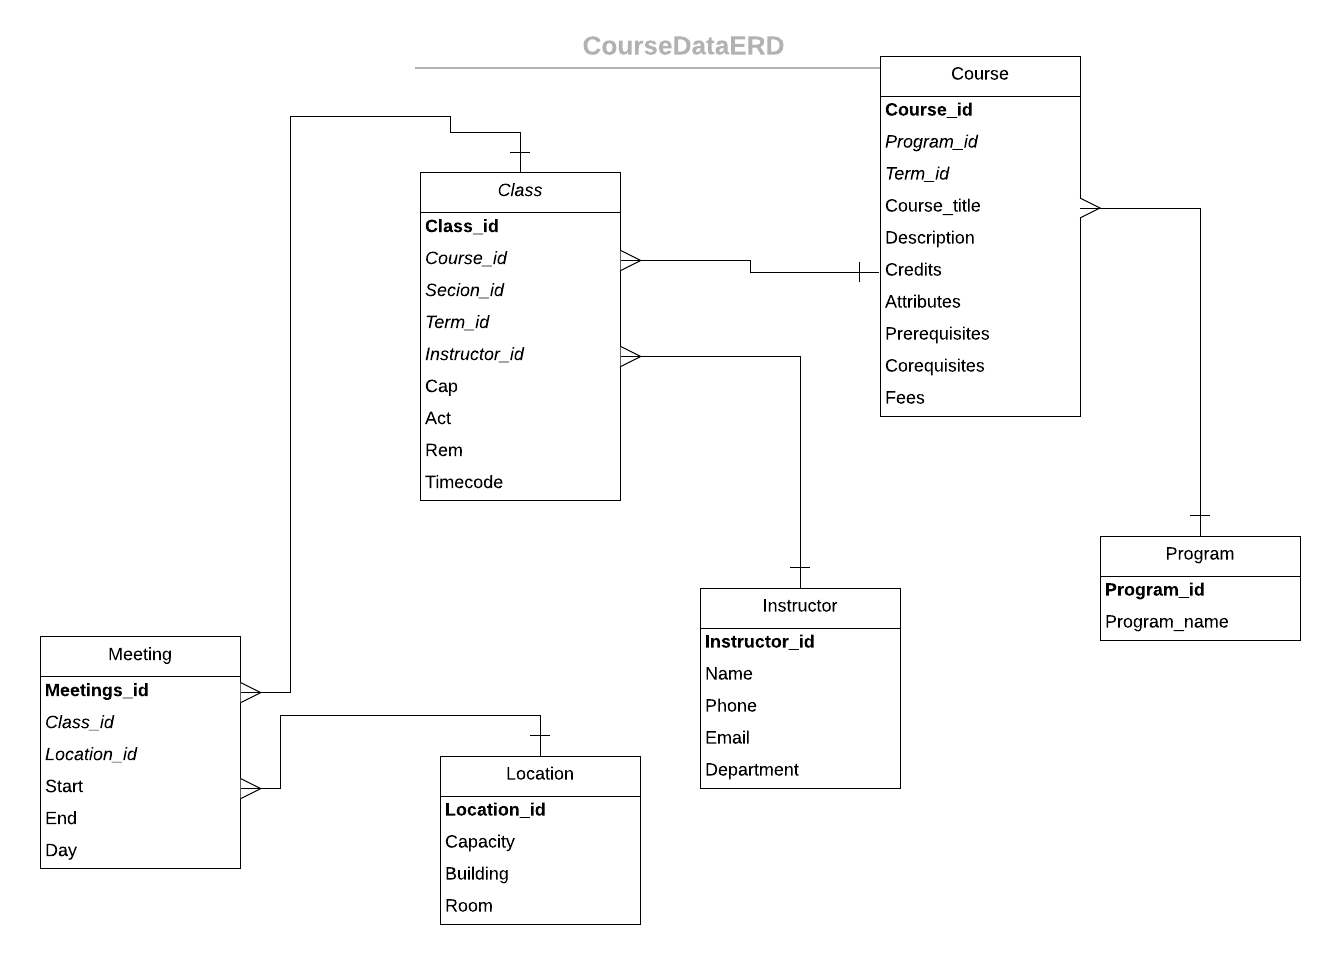 CourseDataERD
Course
Course_id
Program_id
Term_id
Course_title
Description
Credits
Attributes
Prerequisites
Corequisites
Fees
Class
Class_id
Course_id
Secion_id
Term_id
Instructor_id
Cap
Act
Rem
Timecode
Program
Program_id
Program_name
Instructor
Instructor_id
Name
Phone
Email
Department
Meeting
Meetings_id
Class_id
Location_id
Start
End
Day
Location
Location_id
Capacity
Building
Room